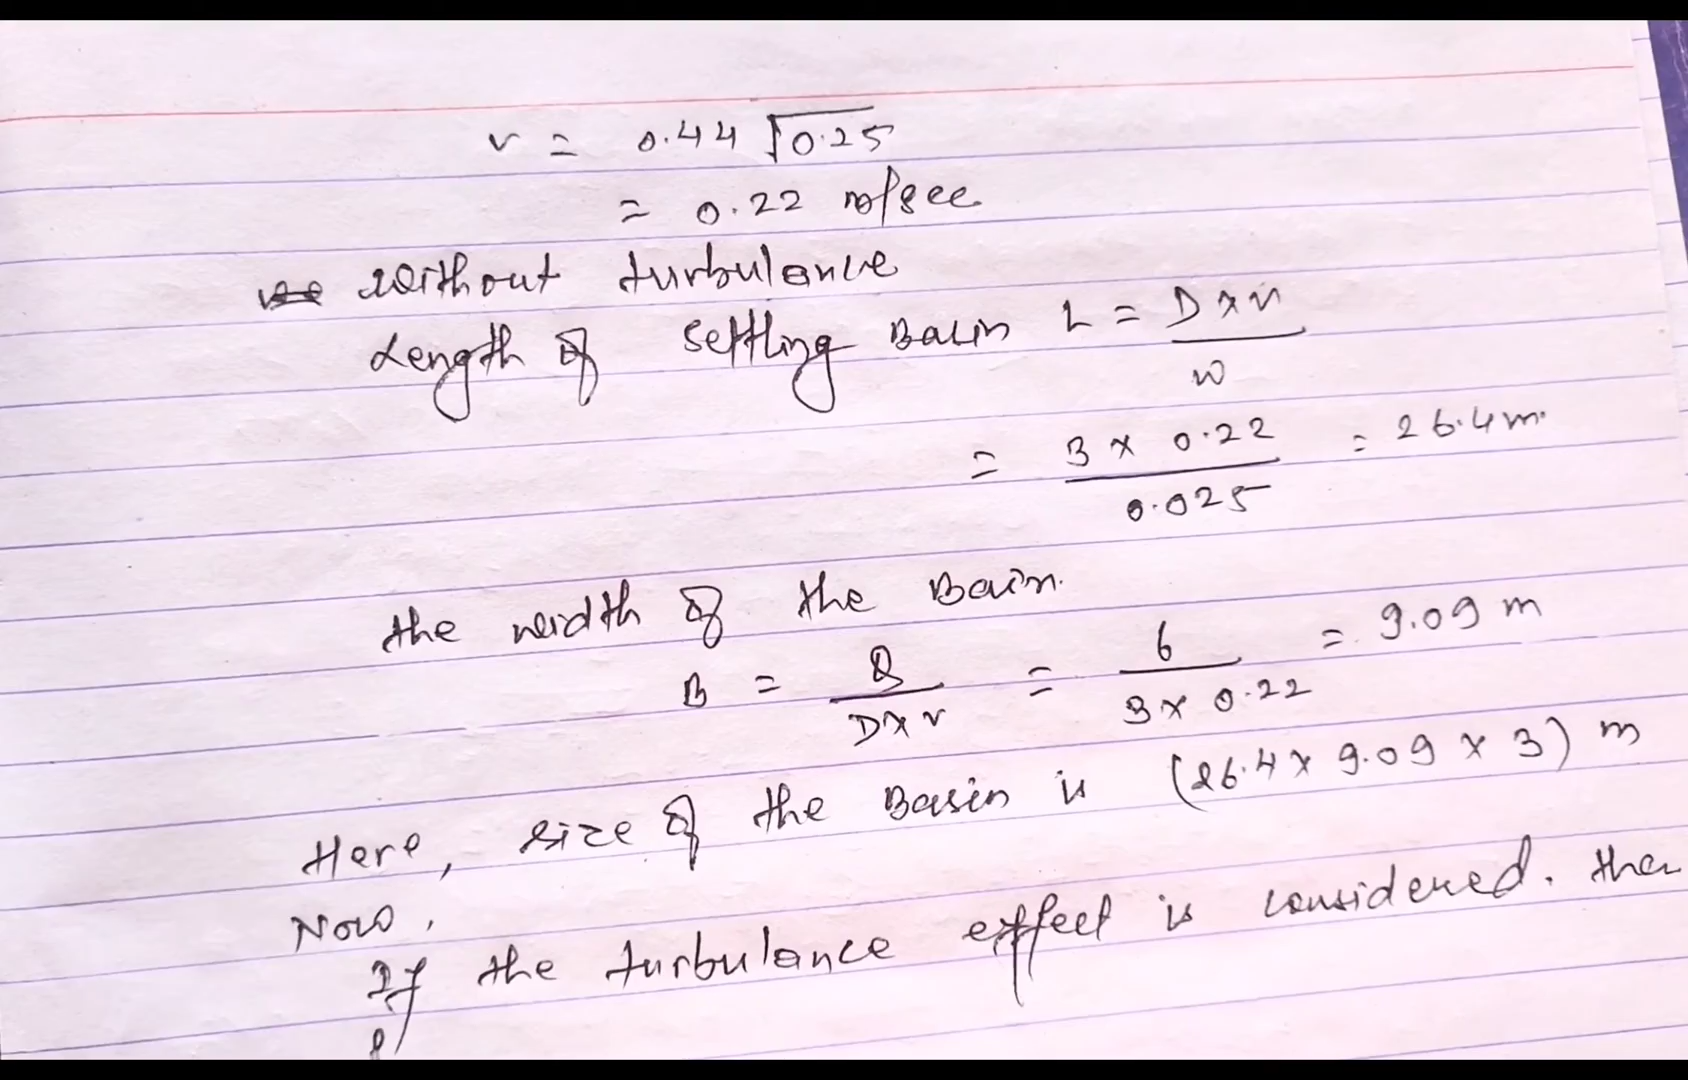 v = 0.44 √0.25
= 0.22 m/sec
without turbulance
Length of settling Basin L = D×v / w
= 3 × 0.22 / 0.025 = 26.4 m.
the width of the Basin.
B = Q / D×v = 6 / 3× 0.22 = 9.09 m
Here, size of the Basin is (26.4 × 9.09 × 3) m
Now,
If the turbulance effect is considered. then